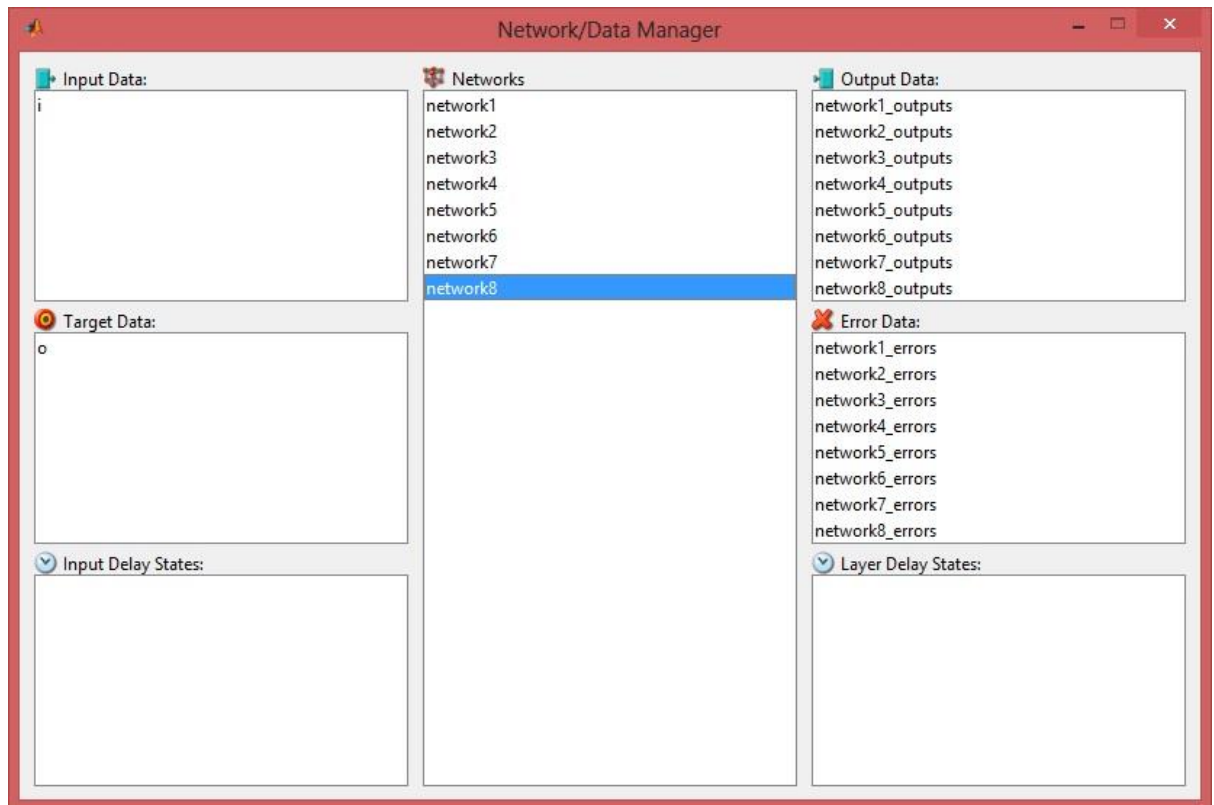 Network/Data Manager
Input Data:
i
Target Data:
o
Input Delay States:
Networks
network1
network2
network3
network4
network5
network6
network7
network8
Output Data:
network1_outputs
network2_outputs
network3_outputs
network4_outputs
network5_outputs
network6_outputs
network7_outputs
network8_outputs
Error Data:
network1_errors
network2_errors
network3_errors
network4_errors
network5_errors
network6_errors
network7_errors
network8_errors
Layer Delay States: